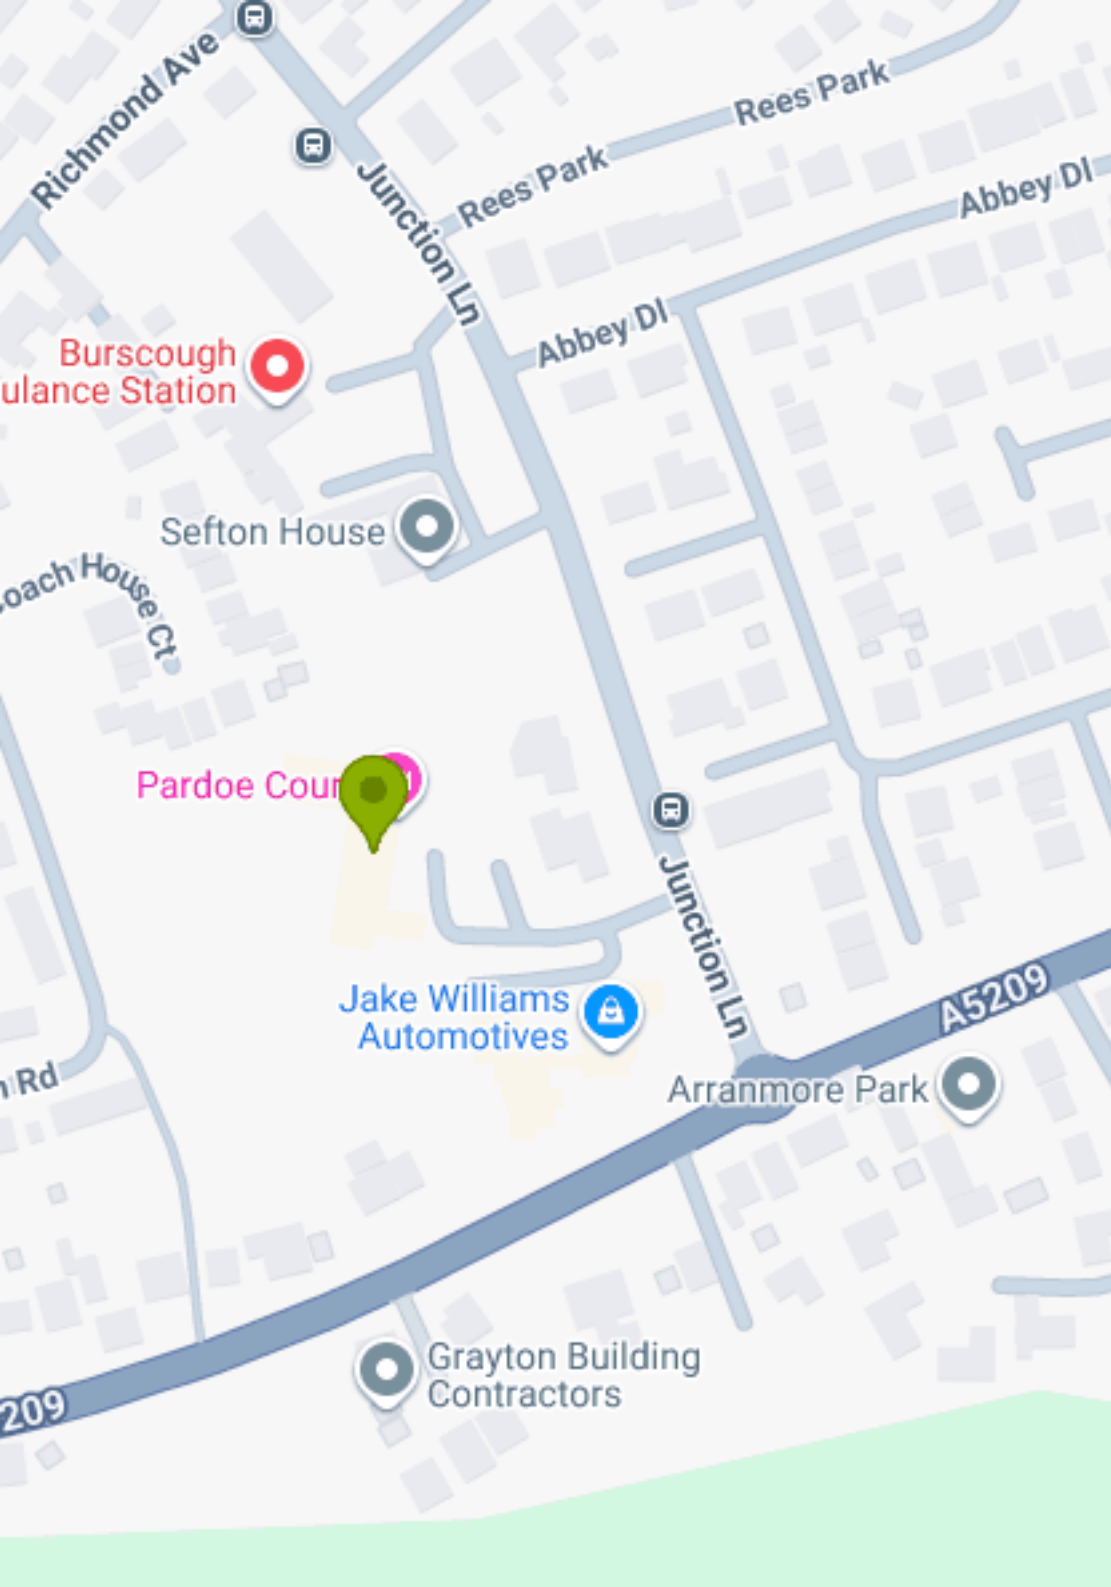 Richmond Ave
Rees Park
Rees Park
Abbey Dl
Junction Ln
Abbey Dl
Burscough
ulance Station
Sefton House
oach House Ct
Pardoe Cour
Junction Ln
A5209
Jake Williams
Automotives
Rd
Arranmore Park
Grayton Building
Contractors
209